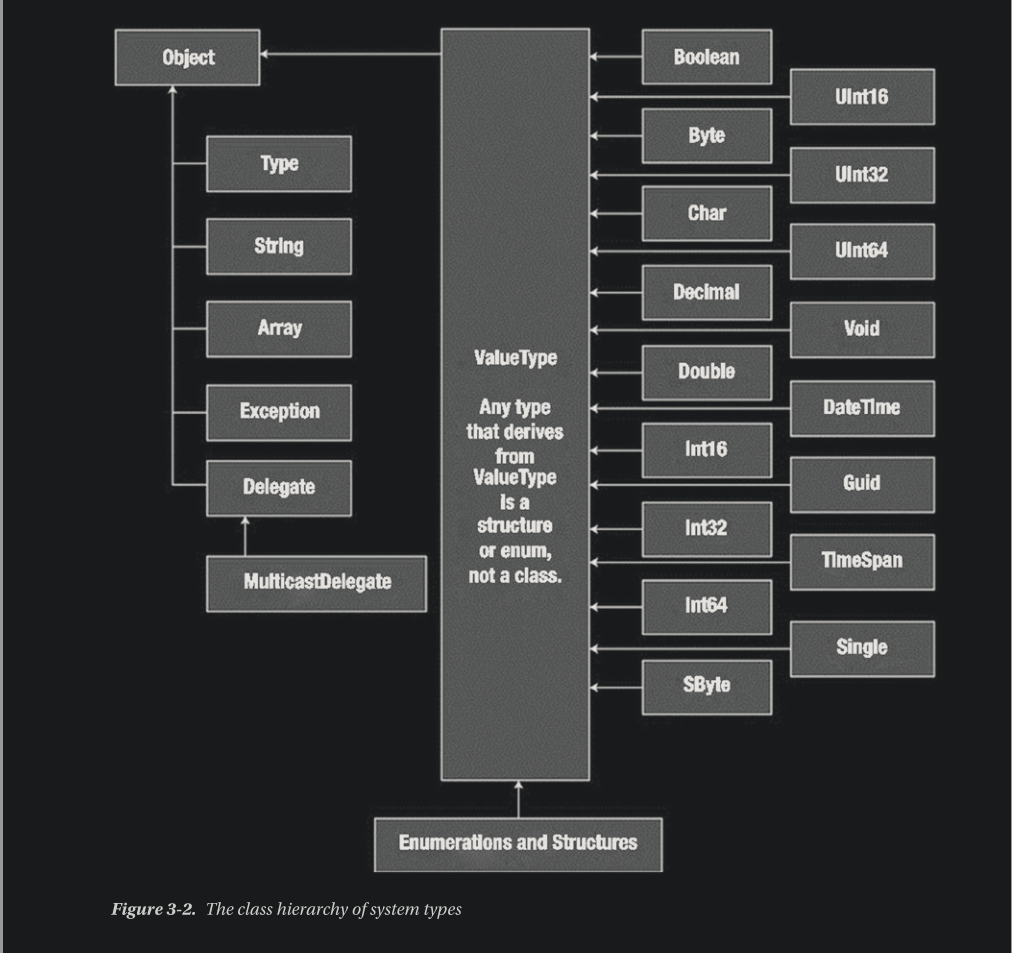 Object
Type
String
Array
Exception
Delegate
MulticastDelegate
ValueType
Any type
that derives
from
ValueType
is a
structure
or enum,
not a class.
Boolean
UInt16
Byte
UInt32
Char
UInt64
Decimal
Void
Double
DateTime
Int16
Guid
Int32
TimeSpan
Int64
Single
SByte
Enumerations and Structures
Figure 3-2. The class hierarchy of system types